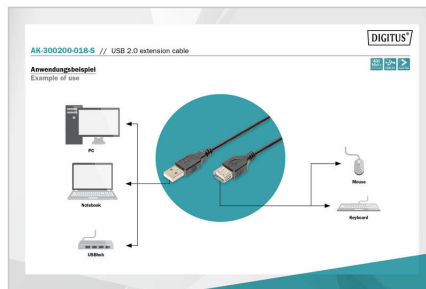 DIGITUS®
AK-300200-018-S // USB 2.0 extension cable
Anwendungsbeispiel
Example of use
PC
Notebook
USBhub
Mouse
Keyboard